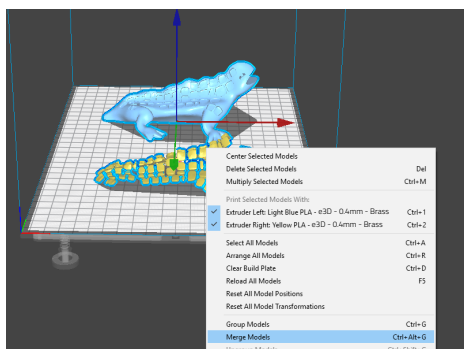 Center Selected Models
Delete Selected Models Del
Multiply Selected Models Ctrl+M
Print Selected Models With:
Extruder Left: Light Blue PLA - e3D - 0.4mm - Brass Ctrl+1
Extruder Right: Yellow PLA - e3D - 0.4mm - Brass Ctrl+2
Select All Models Ctrl+A
Arrange All Models Ctrl+R
Clear Build Plate Ctrl+D
Reload All Models F5
Reset All Model Positions
Reset All Model Transformations
Group Models Ctrl+G
Merge Models Ctrl+Alt+G